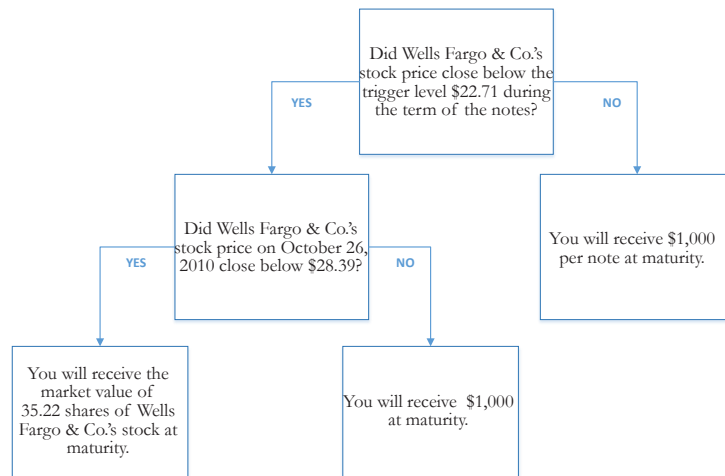 Did Wells Fargo & Co.'s
stock price close below the
trigger level $22.71 during
the term of the notes?
YES
NO
Did Wells Fargo & Co.'s
stock price on October 26,
2010 close below $28.39?
You will receive $1,000
per note at maturity.
YES
NO
You will receive the
market value of
35.22 shares of Wells
Fargo & Co.'s stock at
maturity.
You will receive $1,000
at maturity.